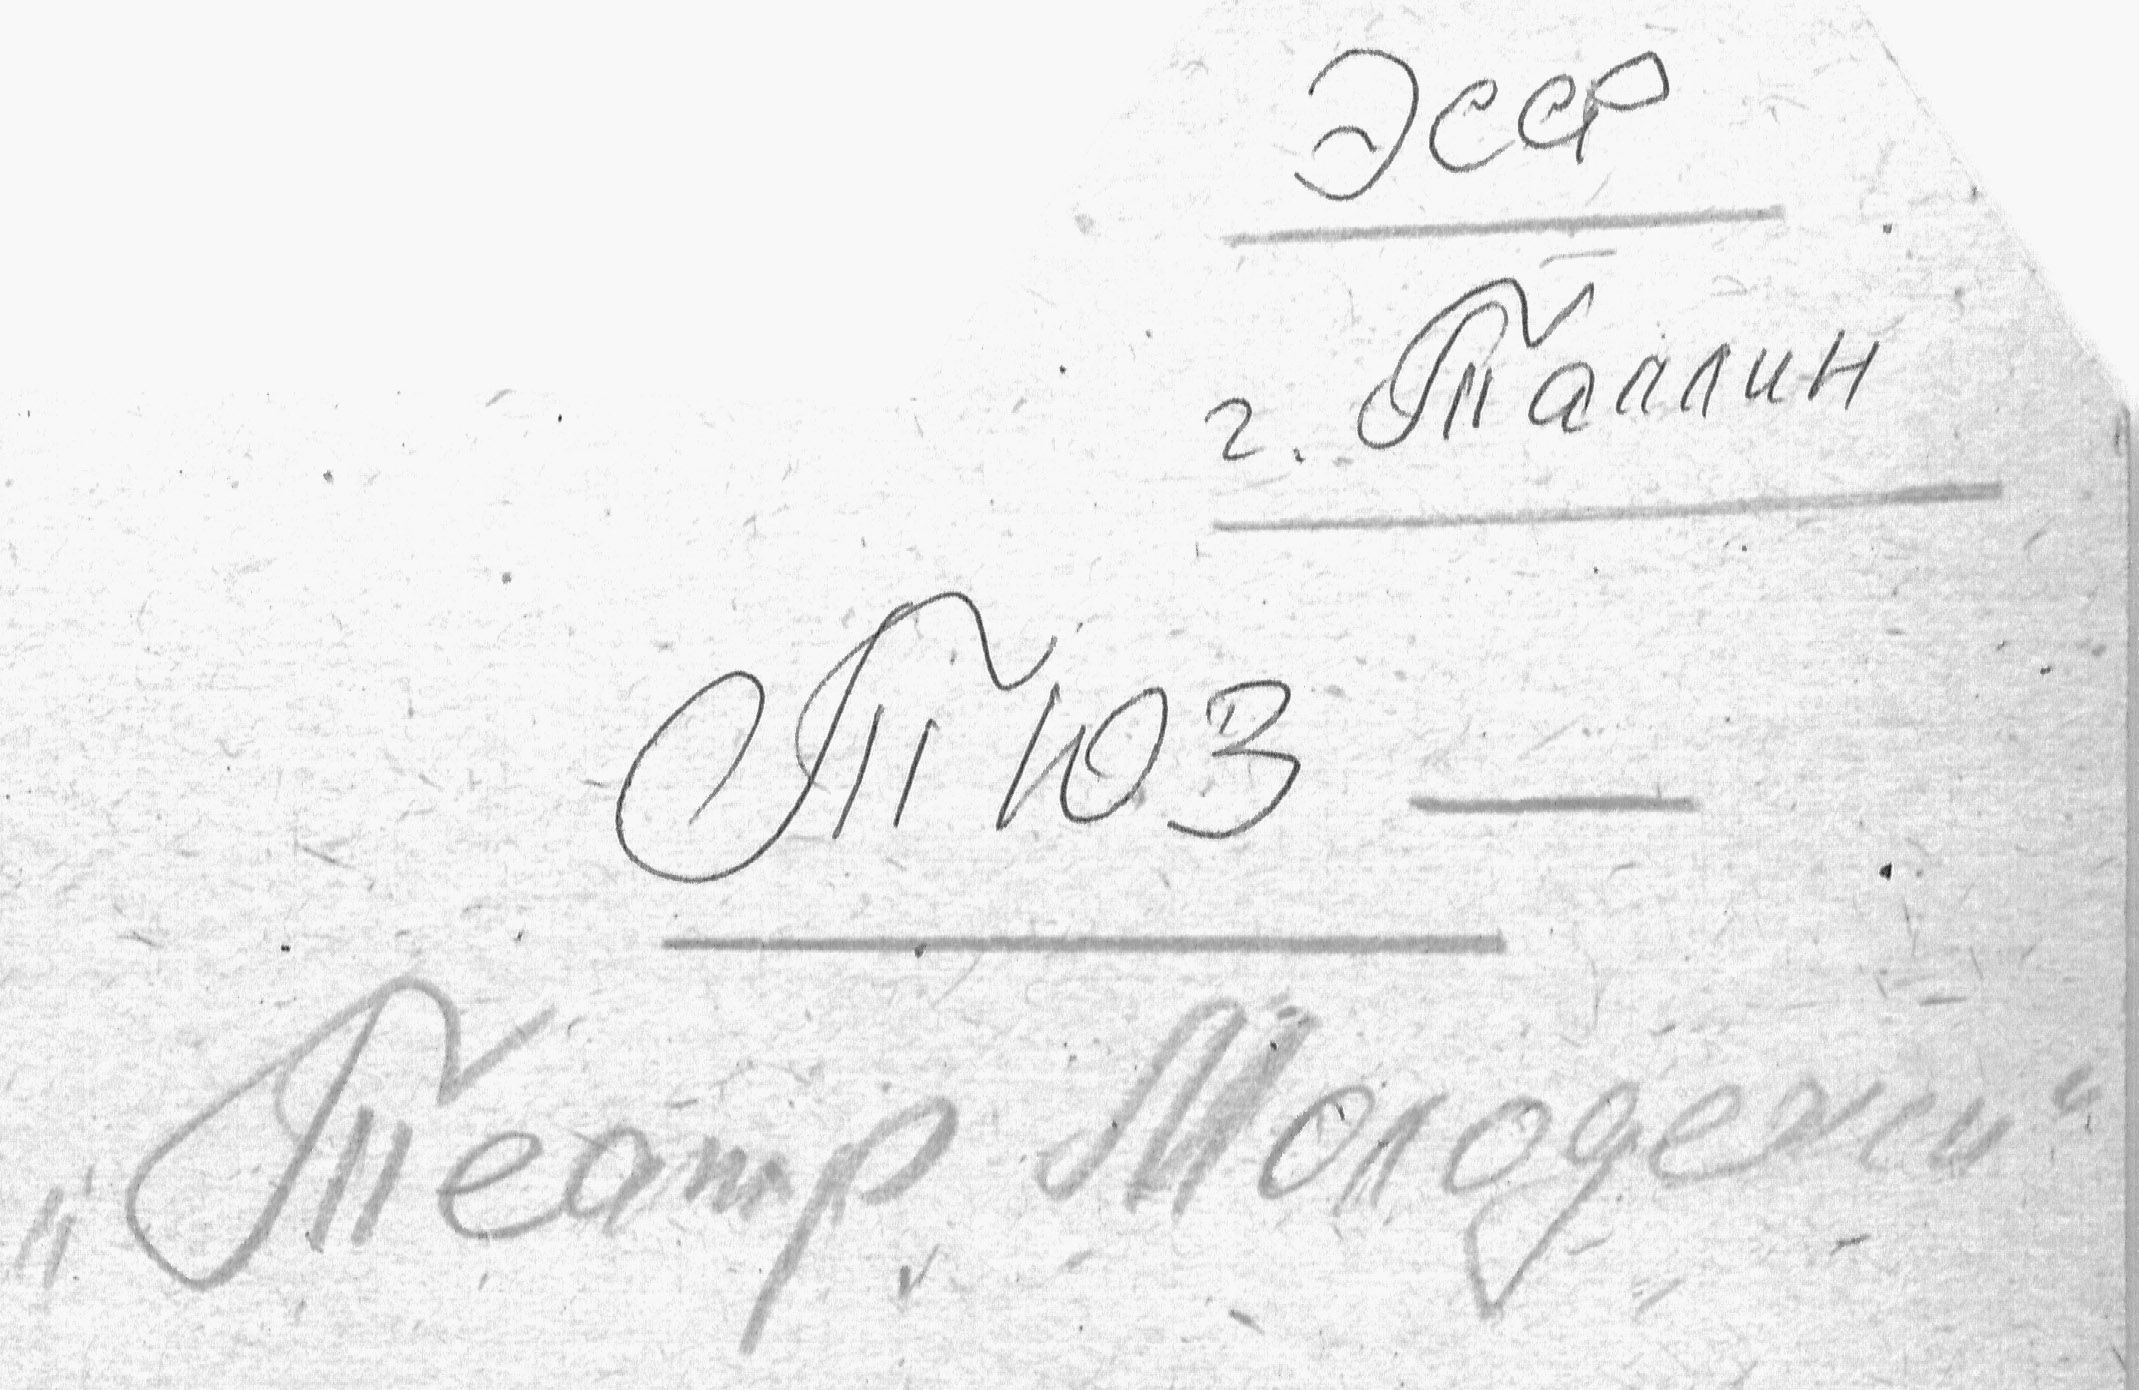 ЭССР
г. Таллин
ТЮЗ —
„Театр Молодежи“